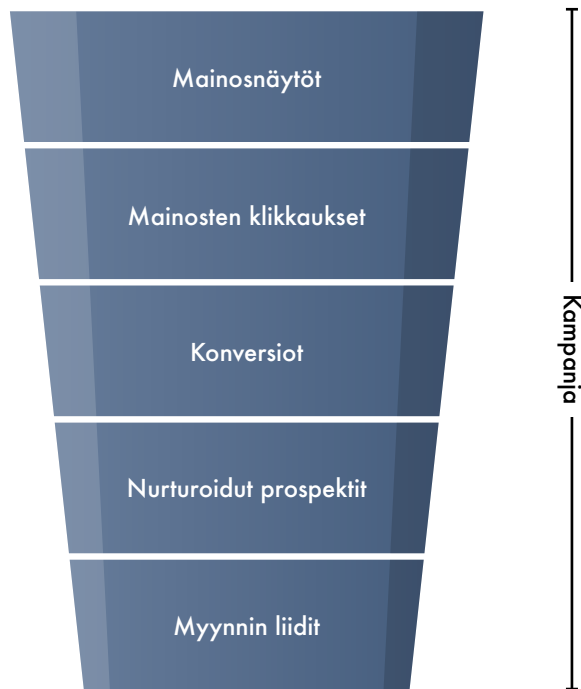 Mainosnäytöt
Mainosten klikkaukset
Konversiot
Nurturoidut prospektit
Myynnin liidit
Kampanja